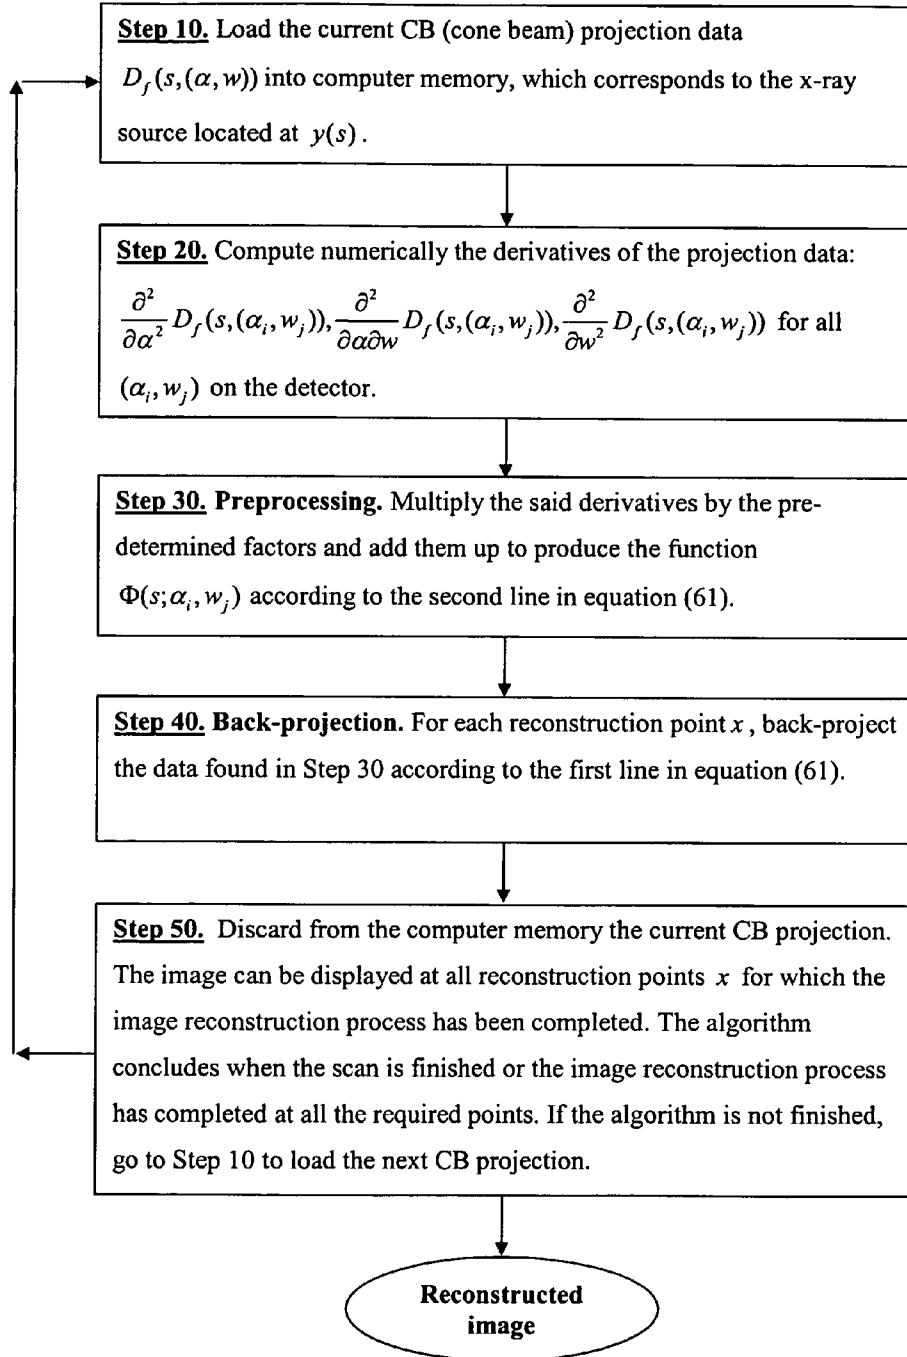 Step 10. Load the current CB (cone beam) projection data
D_f(s,(α,w)) into computer memory, which corresponds to the x-ray
source located at y(s).
Step 20. Compute numerically the derivatives of the projection data:
∂²/∂α² D_f(s,(α_i,w_j)), ∂²/∂α∂w D_f(s,(α_i,w_j)), ∂²/∂w² D_f(s,(α_i,w_j)) for all
(α_i,w_j) on the detector.
Step 30. Preprocessing. Multiply the said derivatives by the pre-
determined factors and add them up to produce the function
Φ(s;α_i,w_j) according to the second line in equation (61).
Step 40. Back-projection. For each reconstruction point x, back-project
the data found in Step 30 according to the first line in equation (61).
Step 50. Discard from the computer memory the current CB projection.
The image can be displayed at all reconstruction points x for which the
image reconstruction process has been completed. The algorithm
concludes when the scan is finished or the image reconstruction process
has completed at all the required points. If the algorithm is not finished,
go to Step 10 to load the next CB projection.
Reconstructed
image